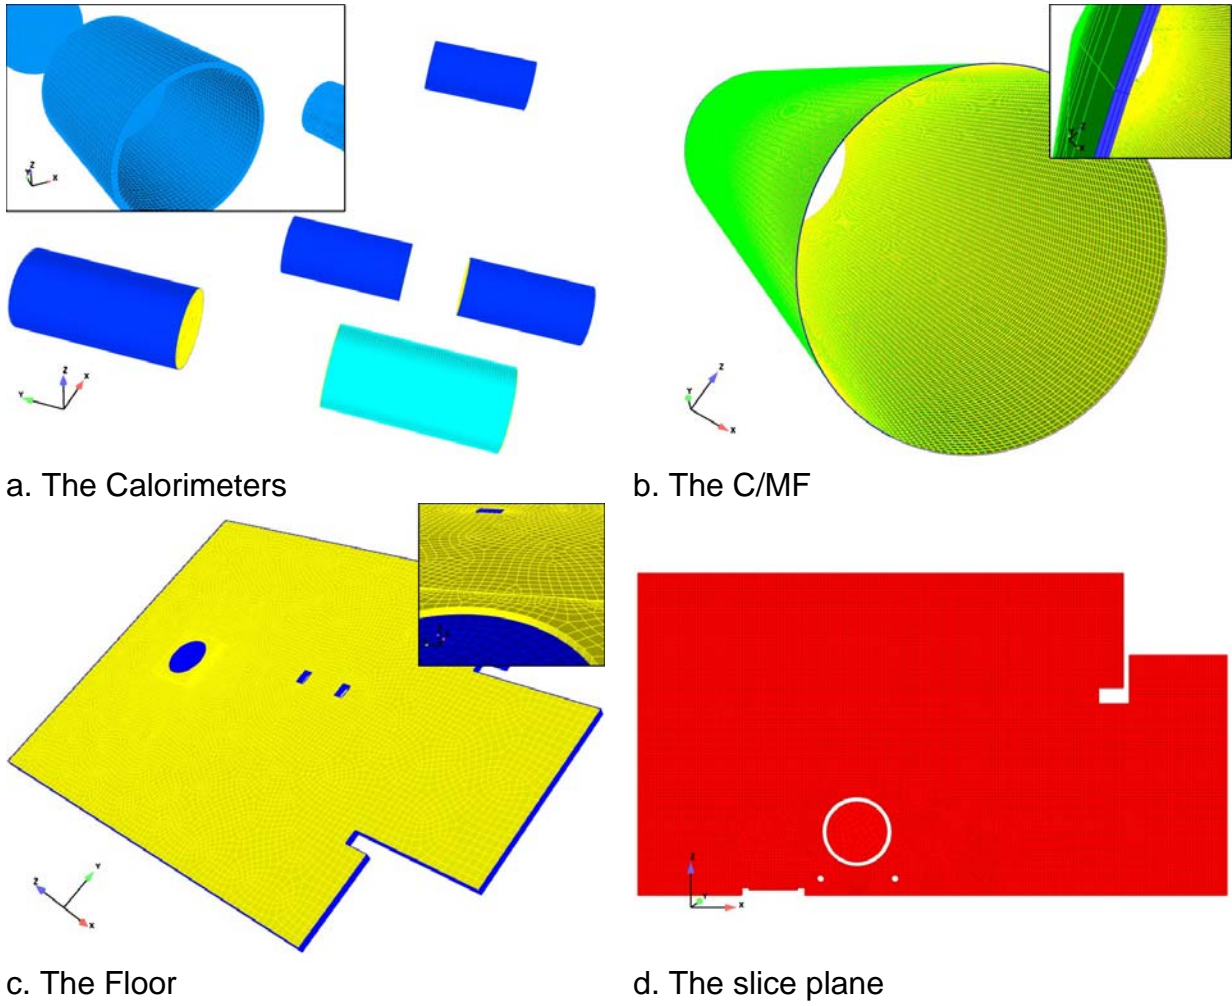 Z
Y
X
Z
X
Y
Z
Y
X
a. The Calorimeters
b. The C/MF
Z
Y
X
Z
Y
X
c. The Floor
d. The slice plane